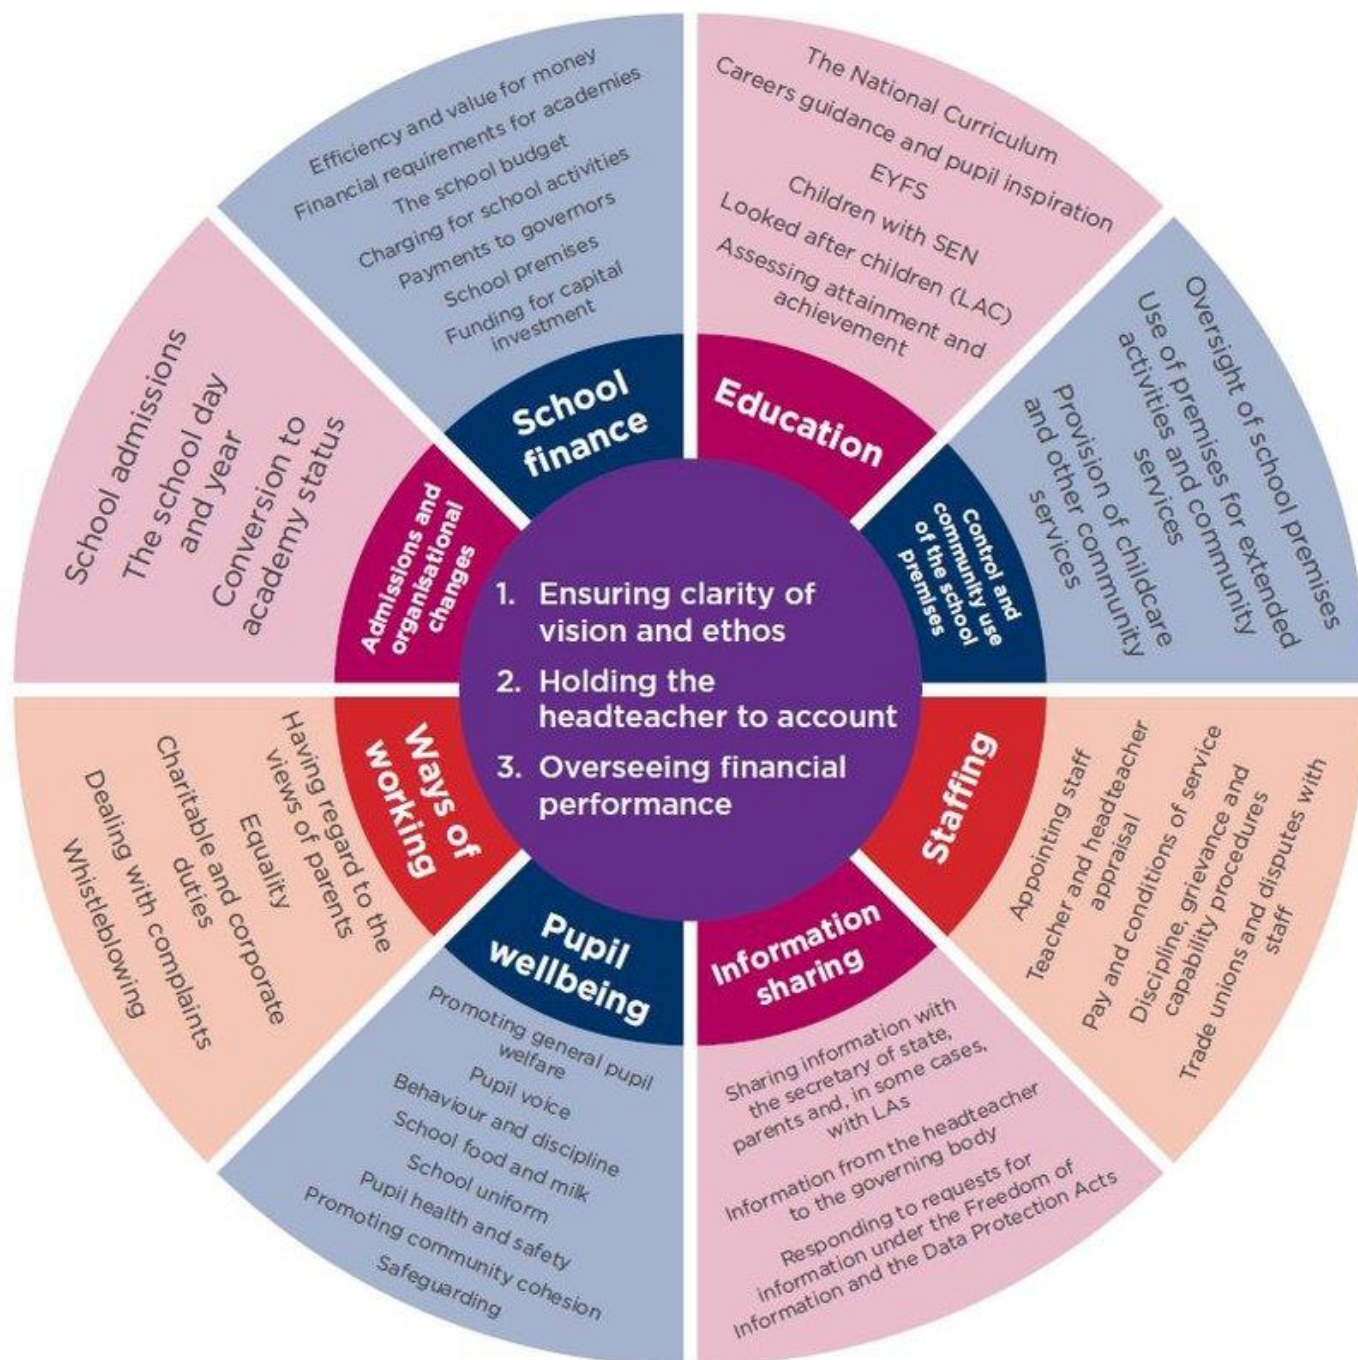 1. Ensuring clarity of
vision and ethos
2. Holding the
headteacher to account
3. Overseeing financial
performance
Education
The National Curriculum
Careers guidance and pupil inspiration
EYFS
Children with SEN
Looked after children (LAC)
Assessing attainment and
achievement
Control and
community use
of the school
premises
Oversight of school premises
Use of premises for extended
activities and community
services
Provision of childcare
and other community
services
Staffing
Appointing staff
Teacher and headteacher
appraisal
Pay and conditions of service
Discipline, grievance and
capability procedures
Trade unions and disputes with
staff
Information
sharing
Sharing information with
the secretary of state,
parents and, in some cases,
with LAs
Information from the headteacher
to the governing body
Responding to requests for
information under the Freedom of
Information and the Data Protection Acts
Pupil
wellbeing
Promoting general pupil
welfare
Pupil voice
Behaviour and discipline
School food and milk
School uniform
Pupil health and safety
Promoting community cohesion
Safeguarding
Ways of
working
Having regard to the
views of parents
Equality
Charitable and corporate
duties
Dealing with complaints
Whistleblowing
Admissions and
organisational
changes
School admissions
The school day
and year
Conversion to
academy status
School
finance
Efficiency and value for money
Financial requirements for academies
The school budget
Charging for school activities
Payments to governors
School premises
Funding for capital
investment